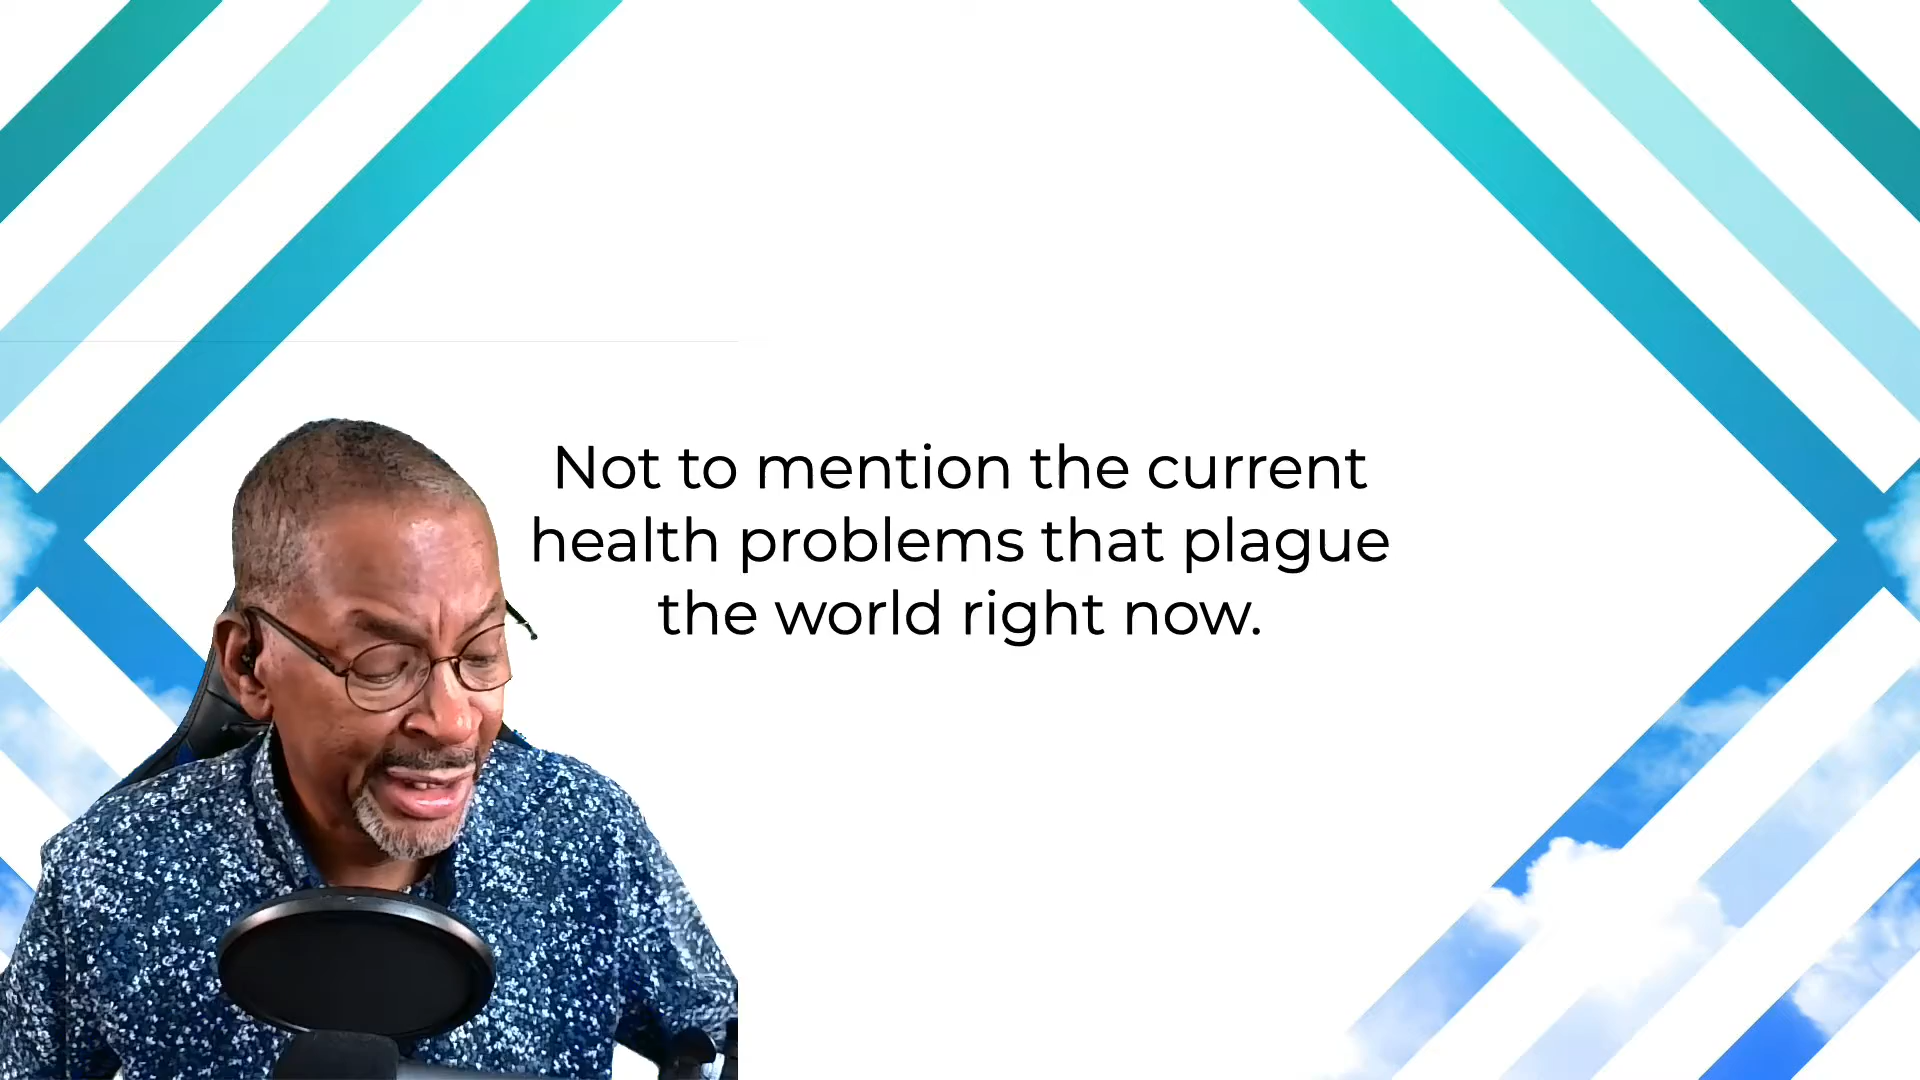 Not to mention the current
health problems that plague
the world right now.